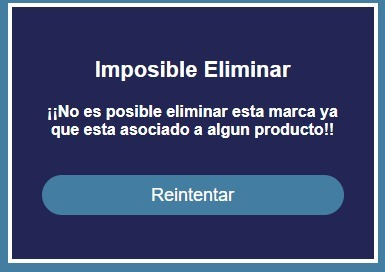 Imposible Eliminar
¡¡No es posible eliminar esta marca ya
que esta asociado a algun producto!!
Reintentar